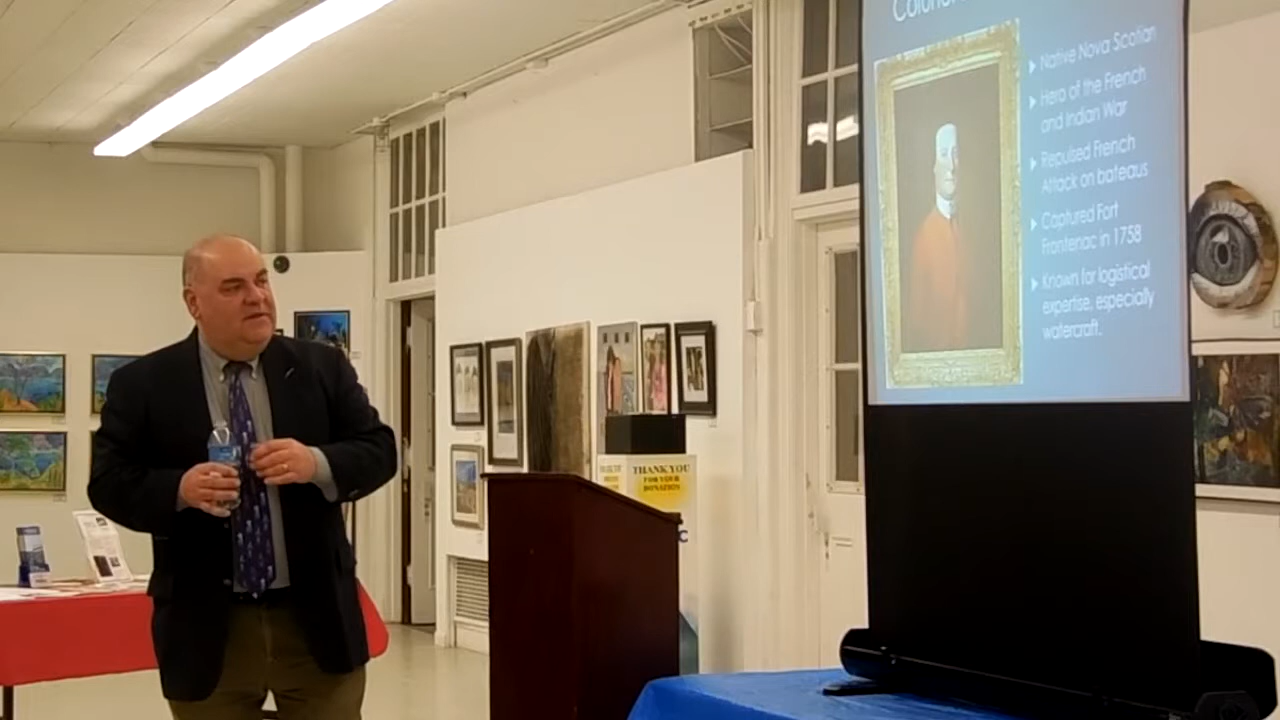 Colonel
Native Nova Scotian
Hero of the French
and Indian War
Repulsed French
Attack on bateaus
Captured Fort
Frontenac in 1758
Known for logistical
expertise, especially
watercraft.
THANK YOU
FOR YOUR
DONATION
C